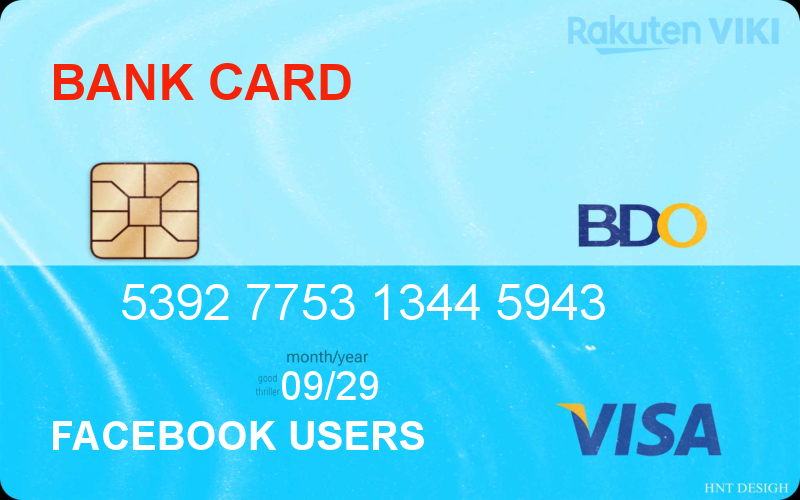 Rakuten VIKI
BANK CARD
BDO
5392 7753 1344 5943
month/year
good
thriller
09/29
FACEBOOK USERS
VISA
HNT DESIGH